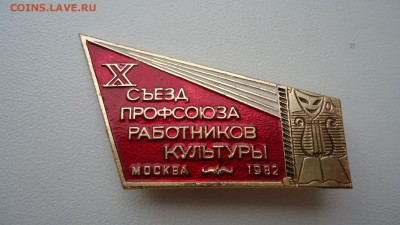 COINS.LAVE.RU
X
СЪЕЗД
ПРОФСОЮЗА
РАБОТНИКОВ
КУЛЬТУРЫ
МОСКВА 1982